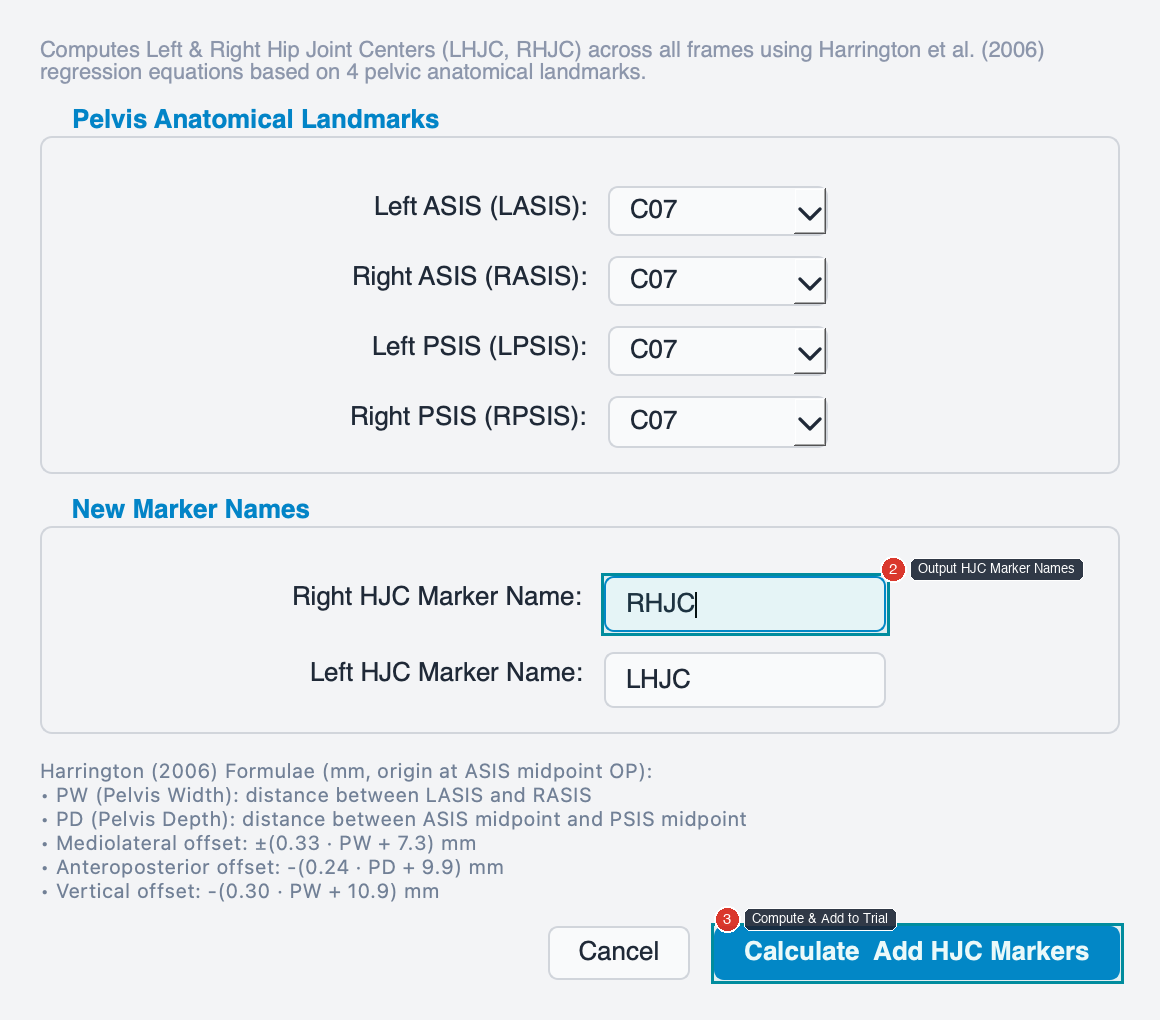 Computes Left & Right Hip Joint Centers (LHJC, RHJC) across all frames using Harrington et al. (2006)
regression equations based on 4 pelvic anatomical landmarks.
Pelvis Anatomical Landmarks
Left ASIS (LASIS): C07
Right ASIS (RASIS): C07
Left PSIS (LPSIS): C07
Right PSIS (RPSIS): C07
New Marker Names
2 Output HJC Marker Names
Right HJC Marker Name: RHJC
Left HJC Marker Name: LHJC
Harrington (2006) Formulae (mm, origin at ASIS midpoint OP):
• PW (Pelvis Width): distance between LASIS and RASIS
• PD (Pelvis Depth): distance between ASIS midpoint and PSIS midpoint
• Mediolateral offset: ±(0.33 · PW + 7.3) mm
• Anteroposterior offset: -(0.24 · PD + 9.9) mm
• Vertical offset: -(0.30 · PW + 10.9) mm
3 Compute & Add to Trial
Cancel
Calculate  Add HJC Markers